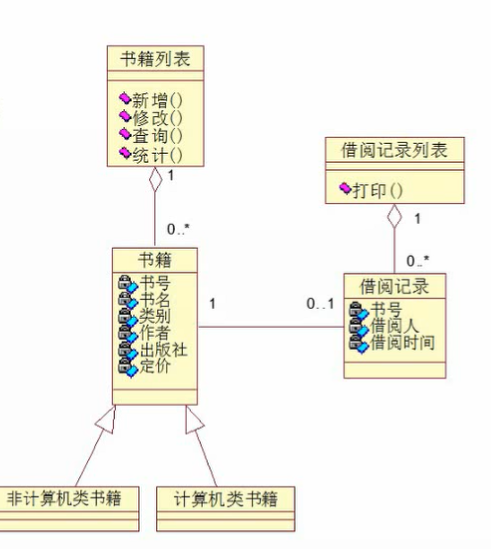 书籍列表
新增()
修改()
查询()
统计()
1
0..*
借阅记录列表
打印()
1
0..*
书籍
书号
书名
类别
作者
出版社
定价
1
0..1
借阅记录
书号
借阅人
借阅时间
非计算机类书籍
计算机类书籍